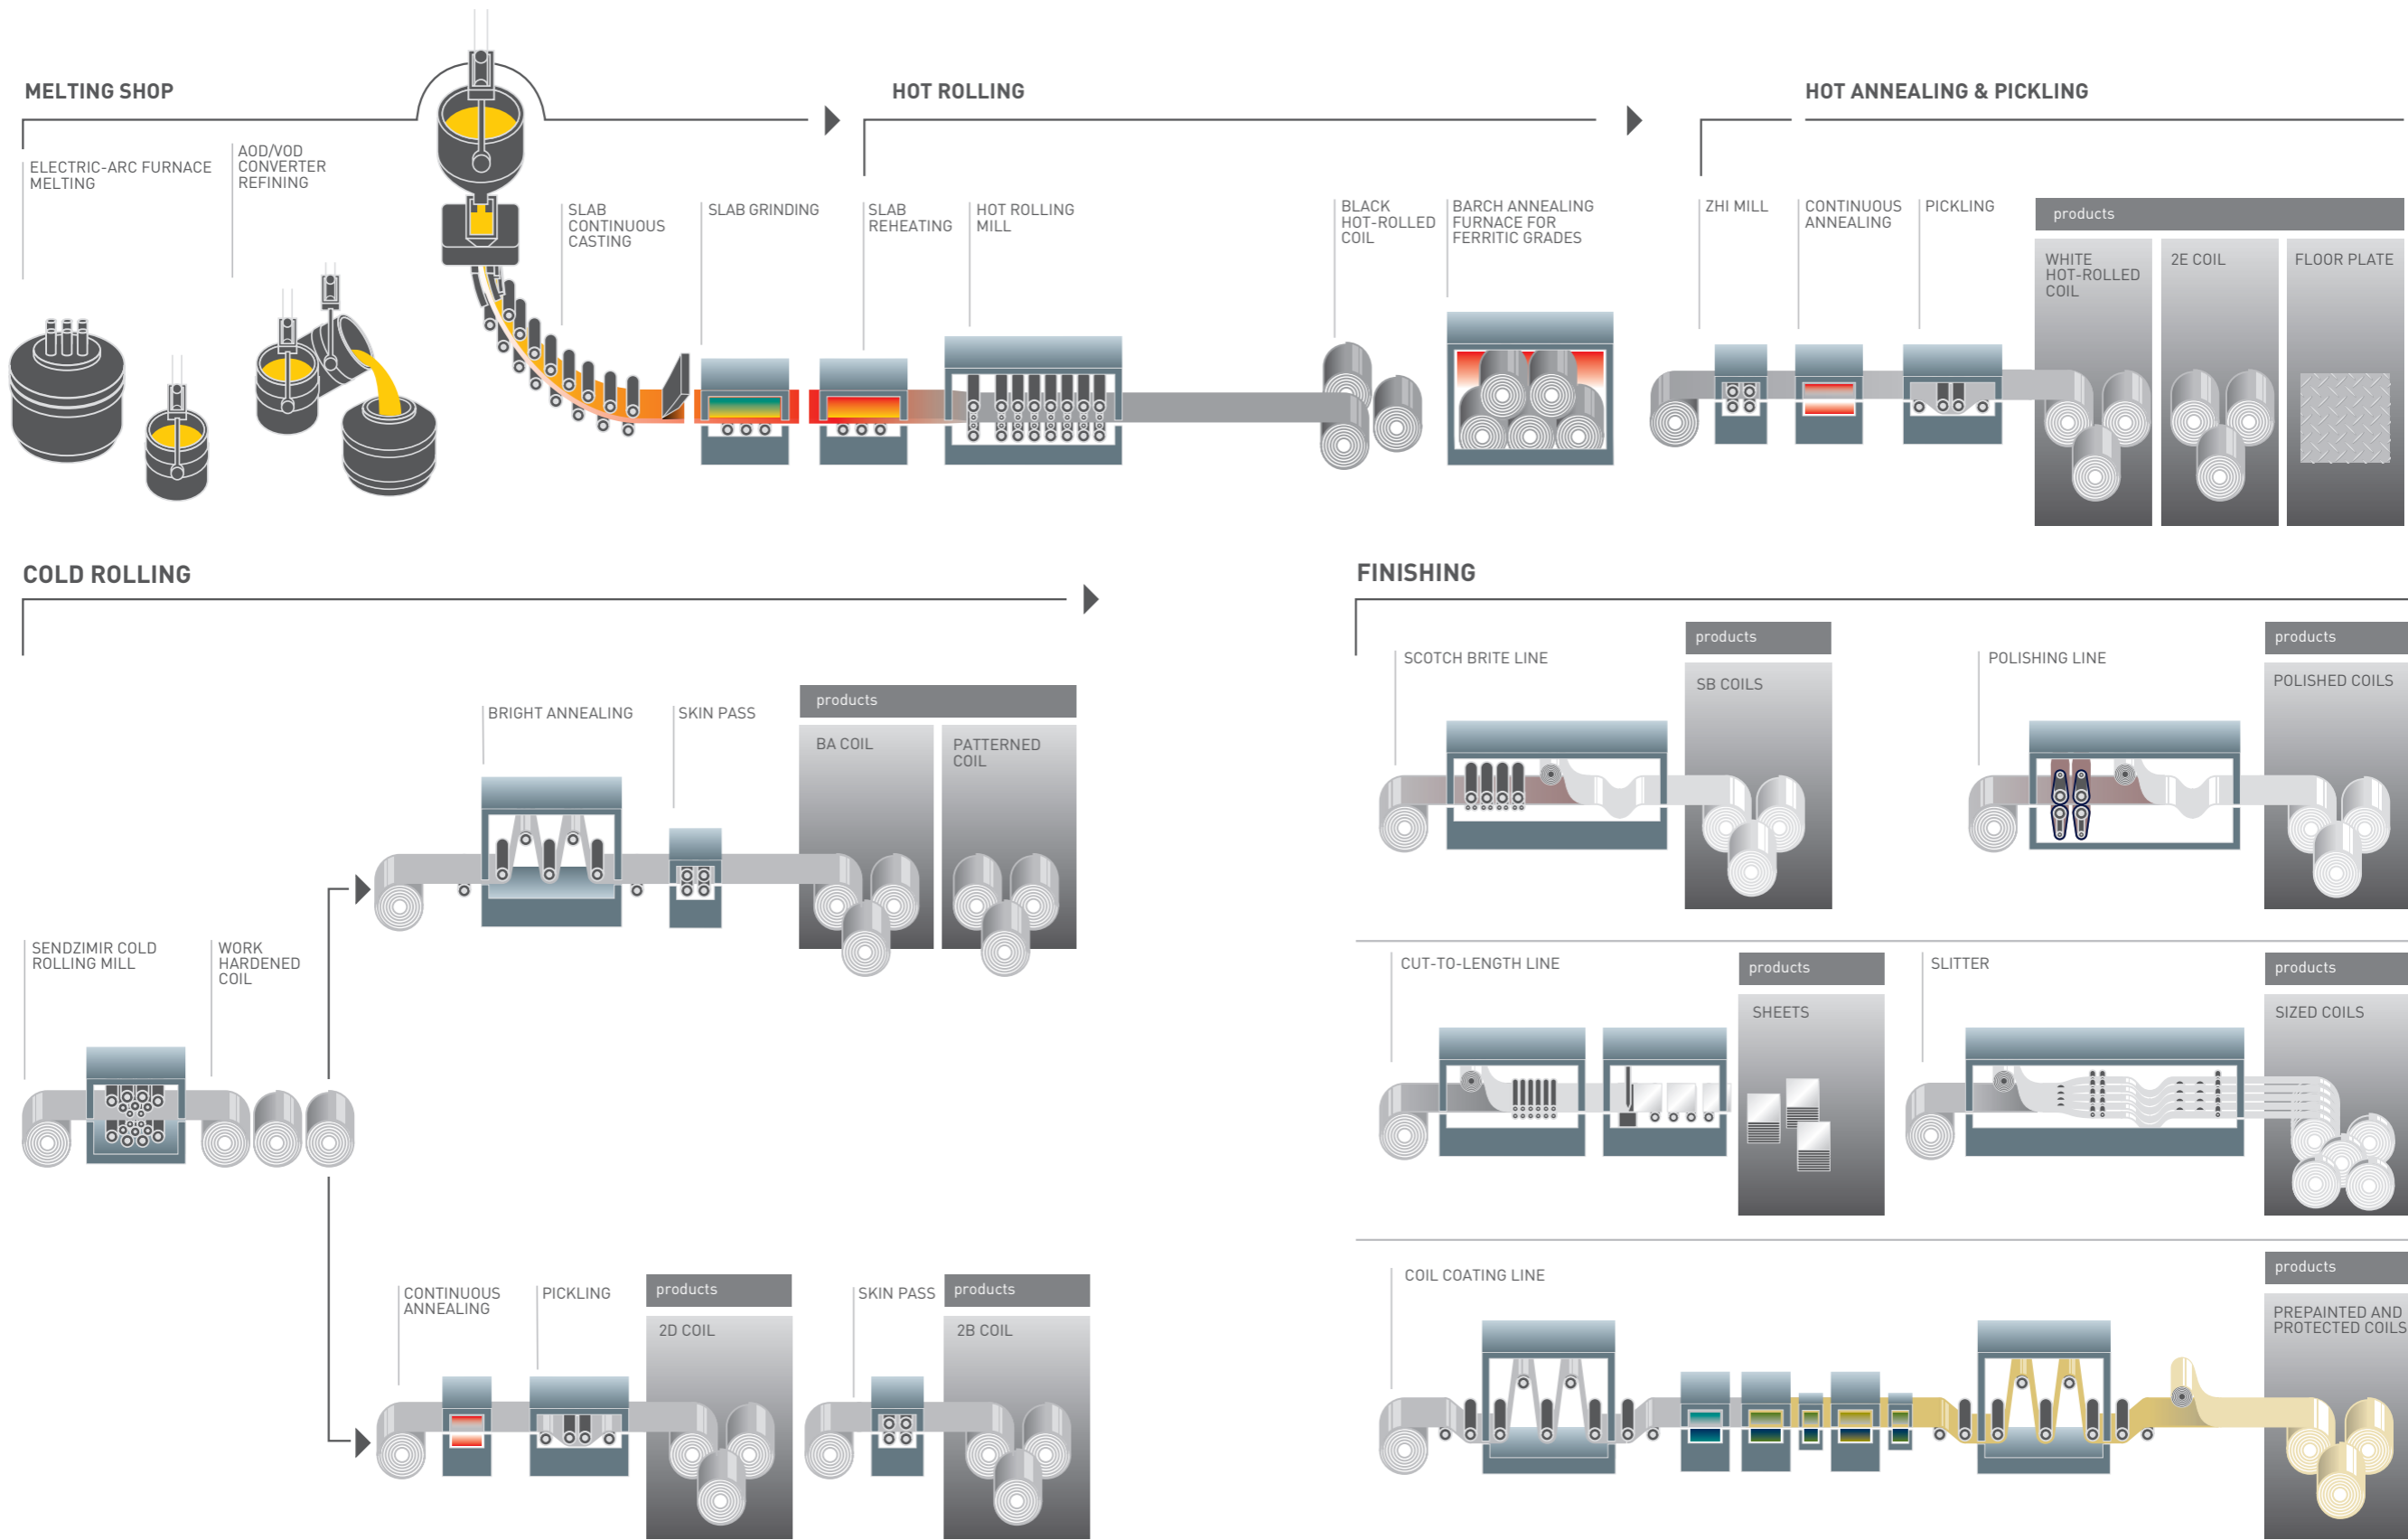 MELTING SHOP
HOT ROLLING
HOT ANNEALING & PICKLING
ELECTRIC-ARC FURNACE
MELTING
AOD/VOD
CONVERTER
REFINING
SLAB
CONTINUOUS
CASTING
SLAB GRINDING
SLAB
REHEATING
HOT ROLLING
MILL
BLACK
HOT-ROLLED
COIL
BARCH ANNEALING
FURNACE FOR
FERRITIC GRADES
ZHI MILL
CONTINUOUS
ANNEALING
PICKLING
products
WHITE
HOT-ROLLED
COIL
2E COIL
FLOOR PLATE
COLD ROLLING
SENDZIMIR COLD
ROLLING MILL
WORK
HARDENED
COIL
BRIGHT ANNEALING
SKIN PASS
products
BA COIL
PATTERNED
COIL
CONTINUOUS
ANNEALING
PICKLING
products
2D COIL
SKIN PASS
products
2B COIL
FINISHING
SCOTCH BRITE LINE
products
SB COILS
POLISHING LINE
products
POLISHED COILS
CUT-TO-LENGTH LINE
products
SHEETS
SLITTER
products
SIZED COILS
COIL COATING LINE
products
PREPAINTED AND
PROTECTED COILS